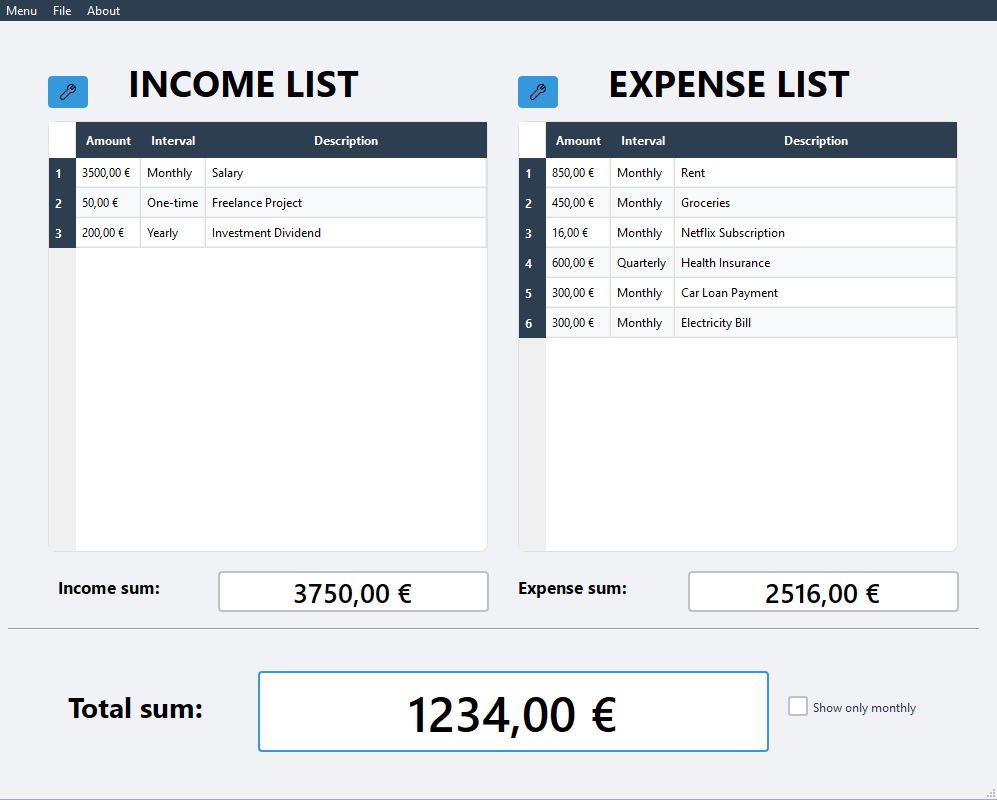 Menu File About
INCOME LIST
Amount Interval Description
1 3500,00 € Monthly Salary
2 50,00 € One-time Freelance Project
3 200,00 € Yearly Investment Dividend
Income sum: 3750,00 €
EXPENSE LIST
Amount Interval Description
1 850,00 € Monthly Rent
2 450,00 € Monthly Groceries
3 16,00 € Monthly Netflix Subscription
4 600,00 € Quarterly Health Insurance
5 300,00 € Monthly Car Loan Payment
6 300,00 € Monthly Electricity Bill
Expense sum: 2516,00 €
Total sum: 1234,00 € Show only monthly